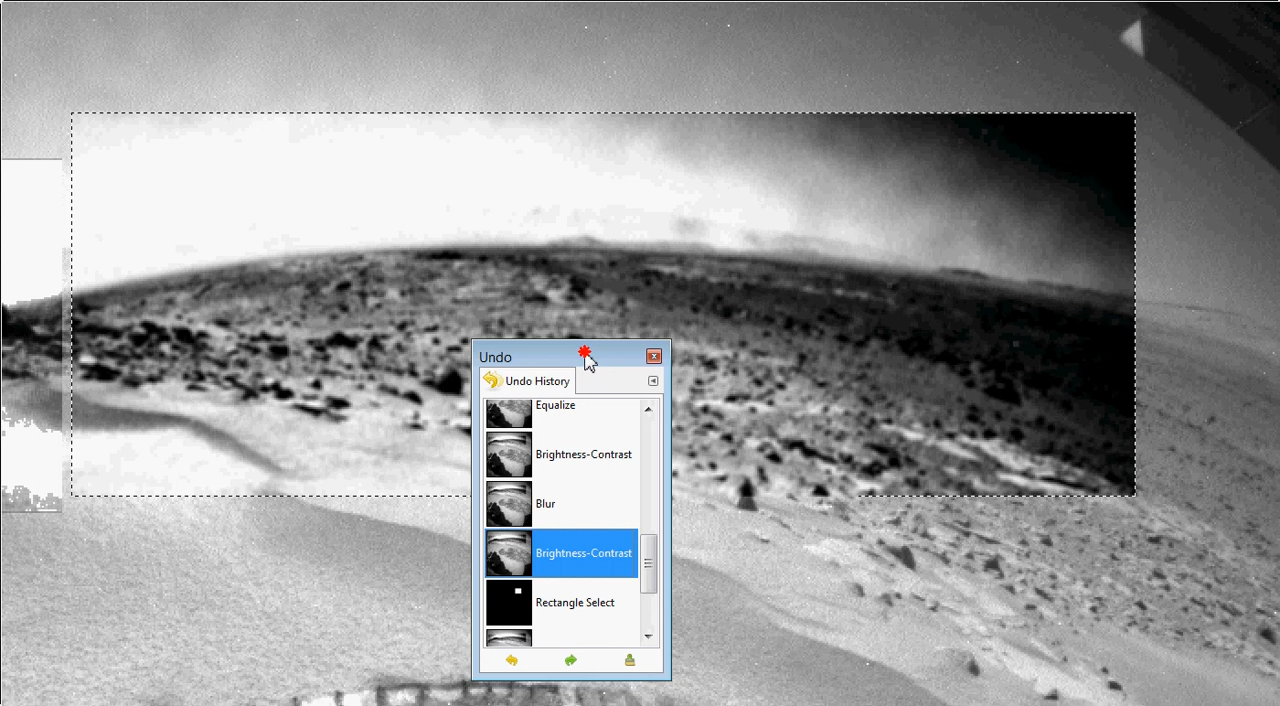 Undo
Undo History
Equalize
Brightness-Contrast
Blur
Brightness-Contrast
Rectangle Select